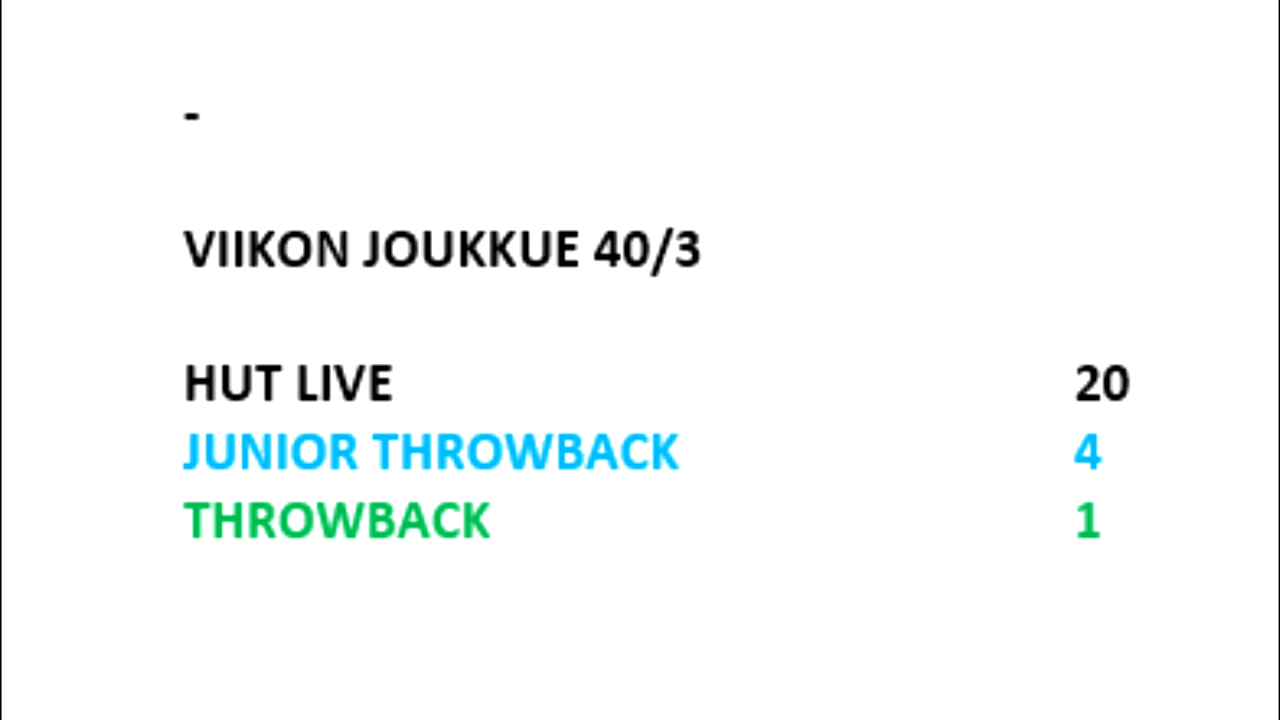 -
VIIKON JOUKKUE 40/3
HUT LIVE 20
JUNIOR THROWBACK 4
THROWBACK 1